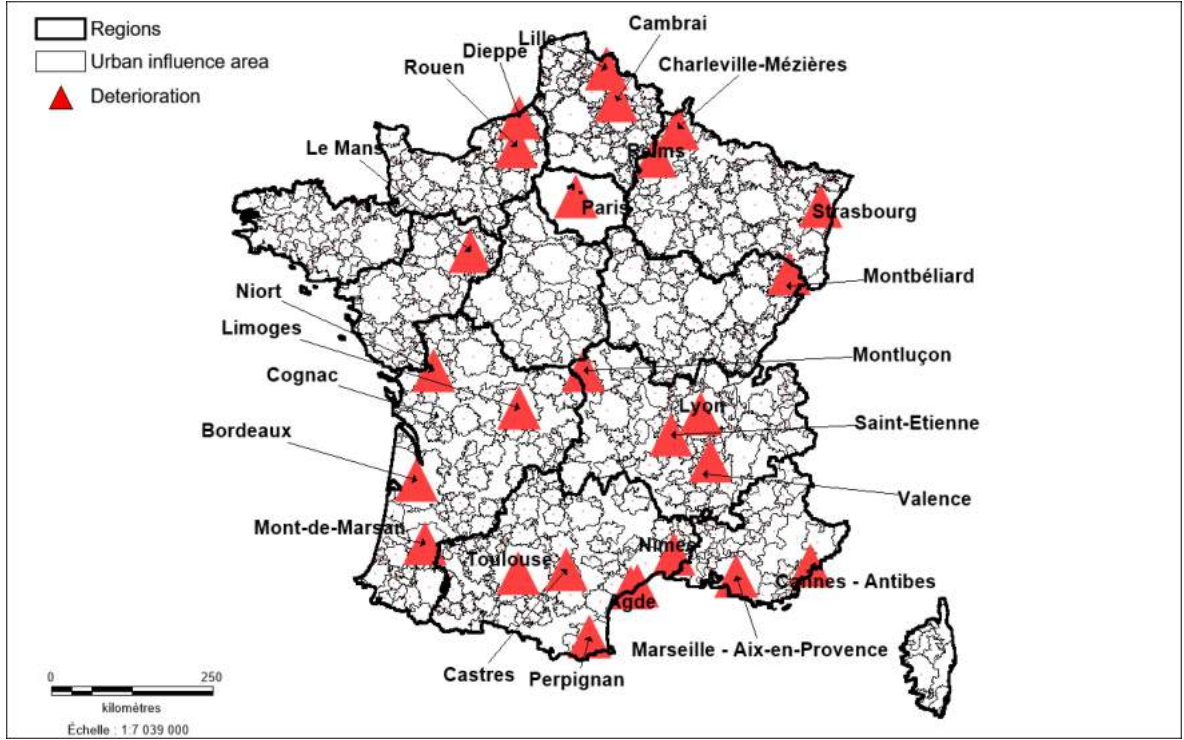 Regions
Urban influence area
Deterioration
Cambrai
Lille
Dieppe
Charleville-Mézières
Rouen
Le Mans
Reims
Paris
Strasbourg
Niort
Montbéliard
Limoges
Montluçon
Cognac
Lyon
Saint-Etienne
Bordeaux
Valence
Mont-de-Marsan
Nîmes
Toulouse
Cannes - Antibes
Agde
Marseille - Aix-en-Provence
Castres
Perpignan
0 250
kilomètres
Échelle : 1:7 039 000